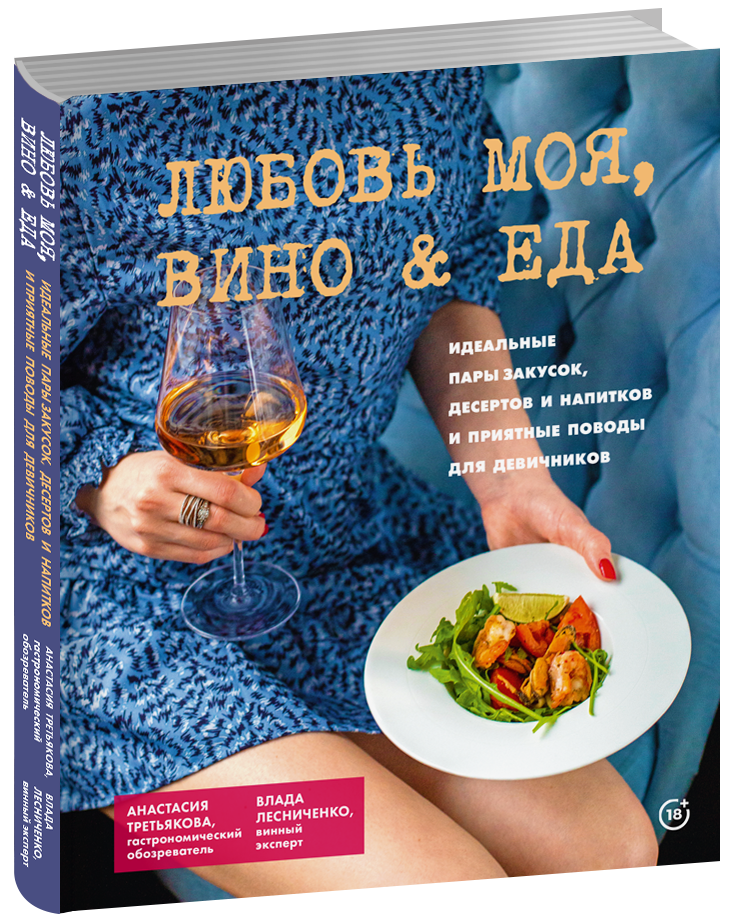 ЛЮБОВЬ МОЯ,
ВИНО & ЕДА
ИДЕАЛЬНЫЕ
ПАРЫ ЗАКУСОК,
ДЕСЕРТОВ И НАПИТКОВ
И ПРИЯТНЫЕ ПОВОДЫ
ДЛЯ ДЕВИЧНИКОВ
АНАСТАСИЯ
ТРЕТЬЯКОВА,
гастрономический
обозреватель
ВЛАДА
ЛЕСНИЧЕНКО,
винный
эксперт
18+
ЛЮБОВЬ МОЯ,
ВИНО & ЕДА
ИДЕАЛЬНЫЕ ПАРЫ ЗАКУСОК, ДЕСЕРТОВ И НАПИТКОВ
И ПРИЯТНЫЕ ПОВОДЫ ДЛЯ ДЕВИЧНИКОВ
АНАСТАСИЯ ТРЕТЬЯКОВА,
гастрономический
обозреватель
ВЛАДА
ЛЕСНИЧЕНКО,
винный эксперт